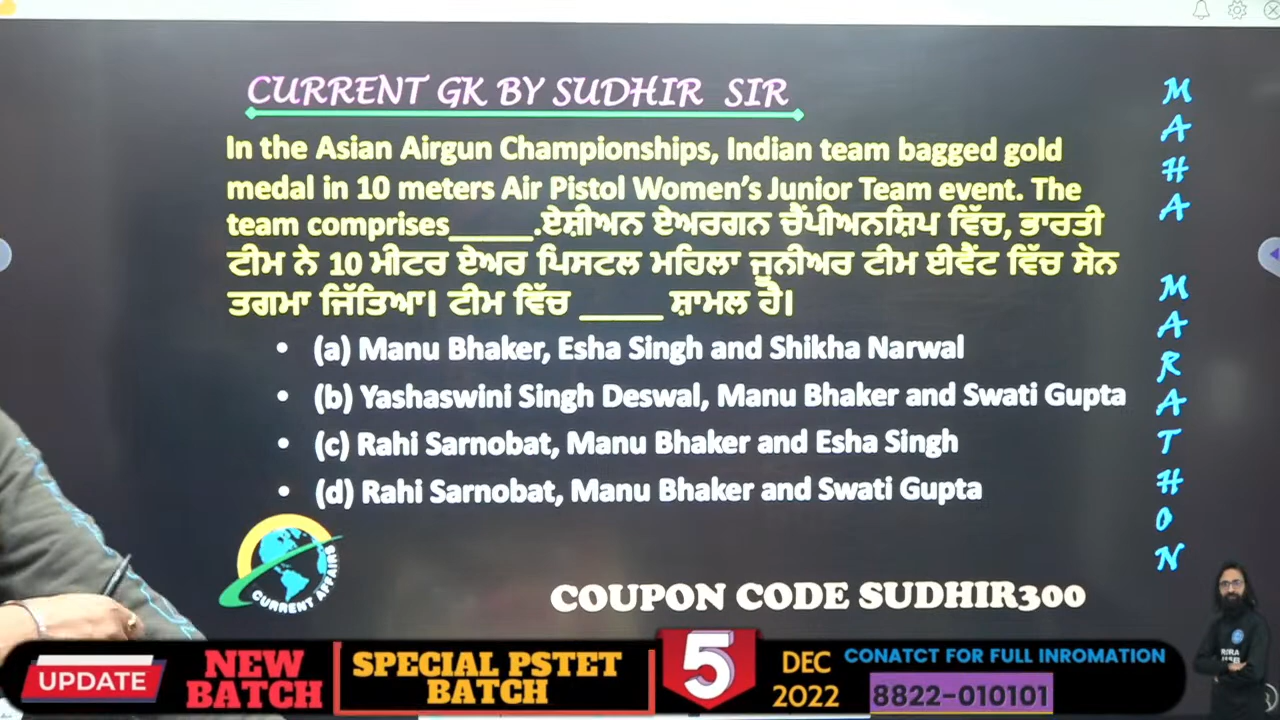 CURRENT GK BY SUDHIR SIR
In the Asian Airgun Championships, Indian team bagged gold
medal in 10 meters Air Pistol Women's Junior Team event. The
team comprises_____.ਏਸ਼ੀਅਨ ਏਅਰਗਨ ਚੈਂਪੀਅਨਸ਼ਿਪ ਵਿੱਚ, ਭਾਰਤੀ
ਟੀਮ ਨੇ 10 ਮੀਟਰ ਏਅਰ ਪਿਸਟਲ ਮਹਿਲਾ ਜੂਨੀਅਰ ਟੀਮ ਈਵੈਂਟ ਵਿੱਚ ਸੋਨ
ਤਗਮਾ ਜਿੱਤਿਆ। ਟੀਮ ਵਿੱਚ _____ ਸ਼ਾਮਲ ਹੈ।
• (a) Manu Bhaker, Esha Singh and Shikha Narwal
• (b) Yashaswini Singh Deswal, Manu Bhaker and Swati Gupta
• (c) Rahi Sarnobat, Manu Bhaker and Esha Singh
• (d) Rahi Sarnobat, Manu Bhaker and Swati Gupta
MAHA MARATHON
CURRENT AFFAIRS
COUPON CODE SUDHIR300
UPDATE
NEW
BATCH
SPECIAL PSTET
BATCH
5
DEC
2022
CONATCT FOR FULL INROMATION
8822-010101